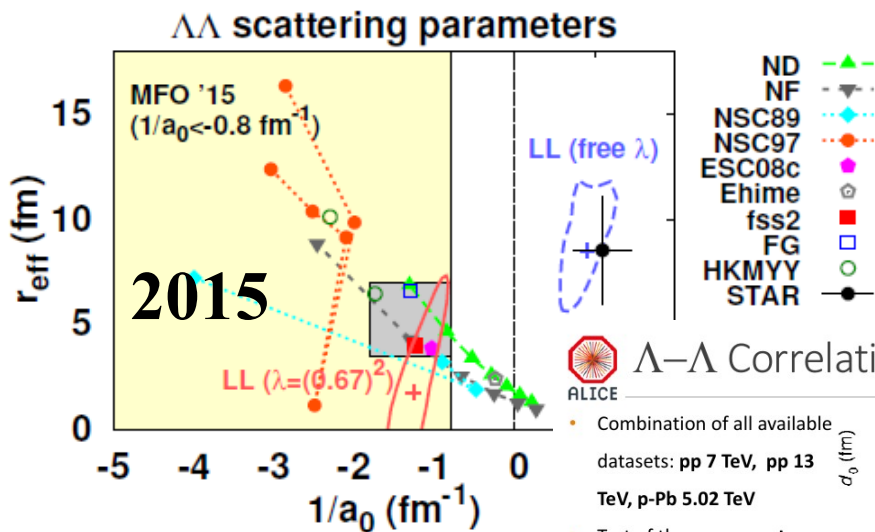 ΛΛ scattering parameters
MFO '15
(1/a₀<-0.8 fm⁻¹)
LL (free λ)
2015
LL (λ=(0.67)²)
r_eff (fm)
15
10
5
0
-5
-4
-3
-2
-1
0
1/a₀ (fm⁻¹)
ND
NF
NSC89
NSC97
ESC08c
Ehime
fss2
FG
HKMYY
STAR
ALICE
Λ–Λ Correlati
• Combination of all available
datasets: pp 7 TeV, pp 13
TeV, p-Pb 5.02 TeV
d₀ (fm)